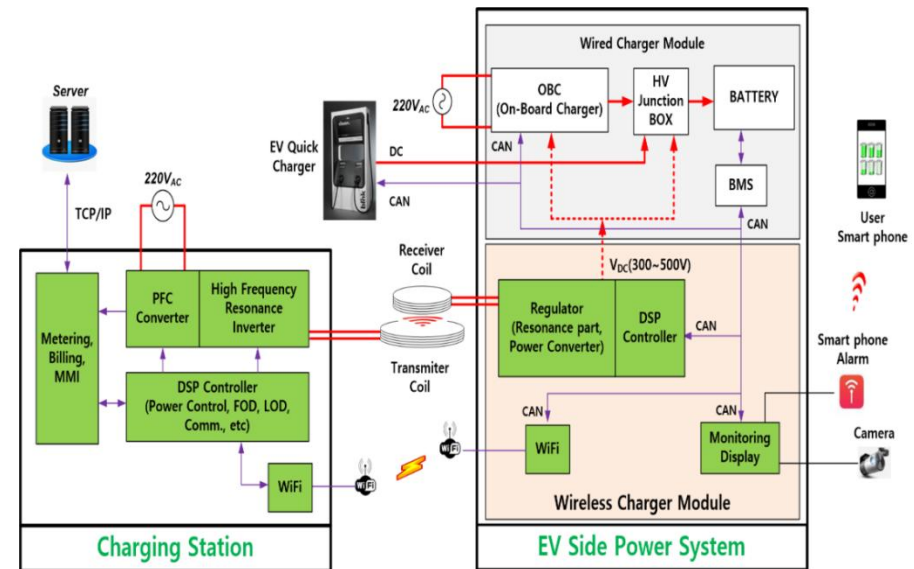 Server
TCP/IP
220VAC
Metering,
Billing,
MMI
PFC
Converter
High Frequency
Resonance
Inverter
DSP Controller
(Power Control, FOD, LOD,
Comm., etc)
WiFi
Charging Station
EV Quick
Charger
220VAC
DC
CAN
Receiver
Coil
Transmiter
Coil
WiFi
WiFi
Wired Charger Module
OBC
(On-Board Charger)
HV
Junction
BOX
BATTERY
CAN
BMS
CAN
VDC(300~500V)
Regulator
(Resonance part,
Power Converter)
DSP
Controller
CAN
CAN
CAN
WiFi
Monitoring
Display
Wireless Charger Module
EV Side Power System
User
Smart phone
Smart phone
Alarm
Camera